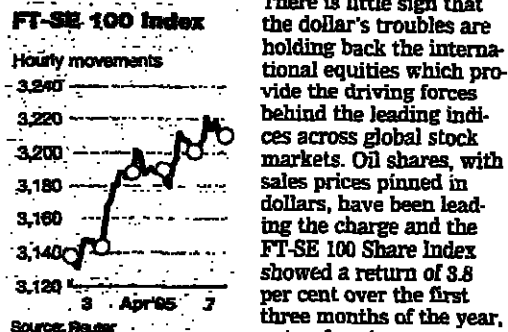 FT-SE 100 Index
Hourly movements
3,240
3,220
3,200
3,180
3,160
3,140
3,120
3 Apr'95 7
Source: Reuter
There is little sign that
the dollar's troubles are
holding back the interna-
tional equities which pro-
vide the driving forces
behind the leading indi-
ces across global stock
markets. Oil shares, with
sales prices pinned in
dollars, have been lead-
ing the charge and the
FT-SE 100 Share Index
showed a return of 3.8
per cent over the first
three months of the year,